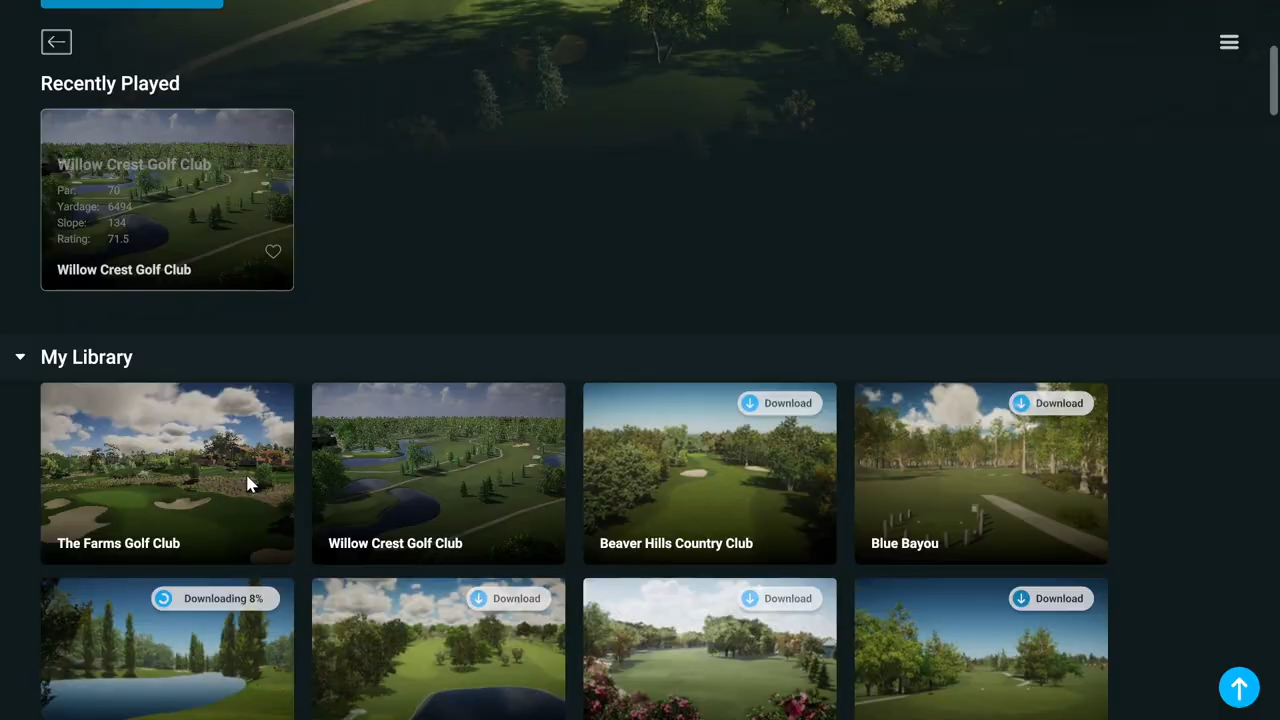 Recently Played
Willow Crest Golf Club
Par: 70
Yardage: 6494
Slope: 134
Rating: 71.5
Willow Crest Golf Club
My Library
Download
Download
The Farms Golf Club
Willow Crest Golf Club
Beaver Hills Country Club
Blue Bayou
Downloading 8%
Download
Download
Download